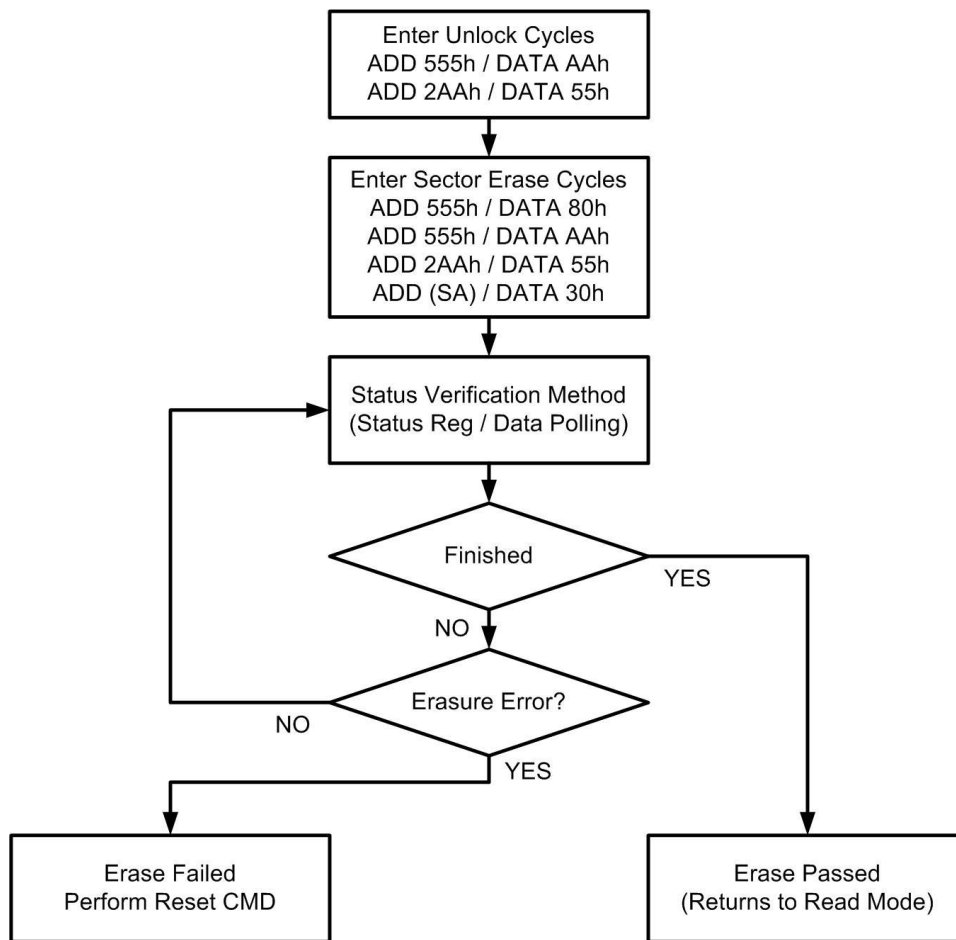 Enter Unlock Cycles
ADD 555h / DATA AAh
ADD 2AAh / DATA 55h
Enter Sector Erase Cycles
ADD 555h / DATA 80h
ADD 555h / DATA AAh
ADD 2AAh / DATA 55h
ADD (SA) / DATA 30h
Status Verification Method
(Status Reg / Data Polling)
Finished
YES
NO
Erasure Error?
NO
YES
Erase Failed
Perform Reset CMD
Erase Passed
(Returns to Read Mode)